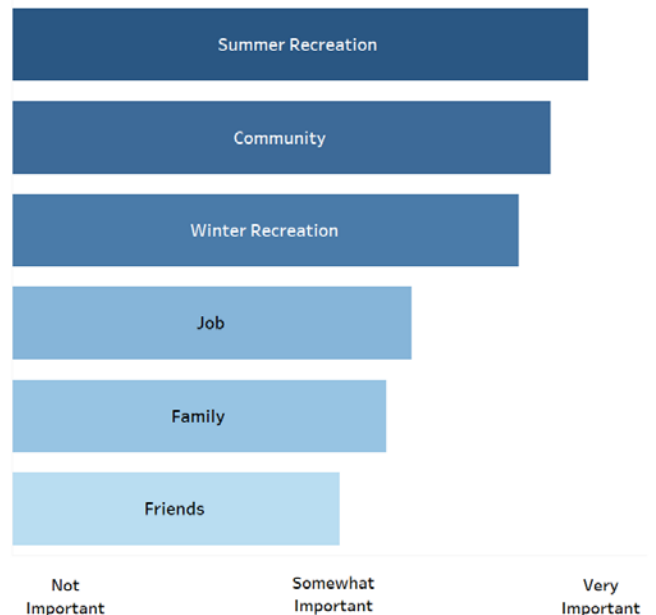 Summer Recreation
Community
Winter Recreation
Job
Family
Friends
Not
Important
Somewhat
Important
Very
Important